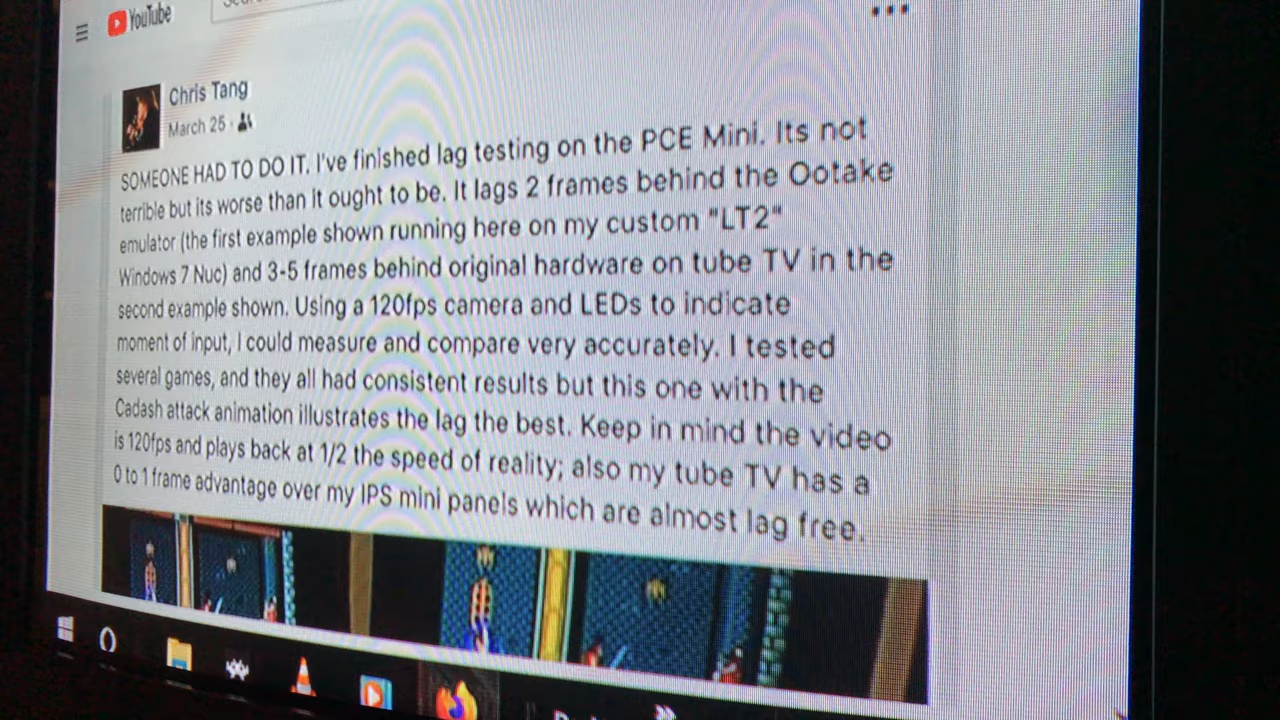 YouTube
Chris Tang
March 25 ·
SOMEONE HAD TO DO IT. I've finished lag testing on the PCE Mini. Its not
terrible but its worse than it ought to be. It lags 2 frames behind the Ootake
emulator (the first example shown running here on my custom "LT2"
Windows 7 Nuc) and 3-5 frames behind original hardware on tube TV in the
second example shown. Using a 120fps camera and LEDs to indicate
moment of input, I could measure and compare very accurately. I tested
several games, and they all had consistent results but this one with the
Cadash attack animation illustrates the lag the best. Keep in mind the video
is 120fps and plays back at 1/2 the speed of reality; also my tube TV has a
0 to 1 frame advantage over my IPS mini panels which are almost lag free.